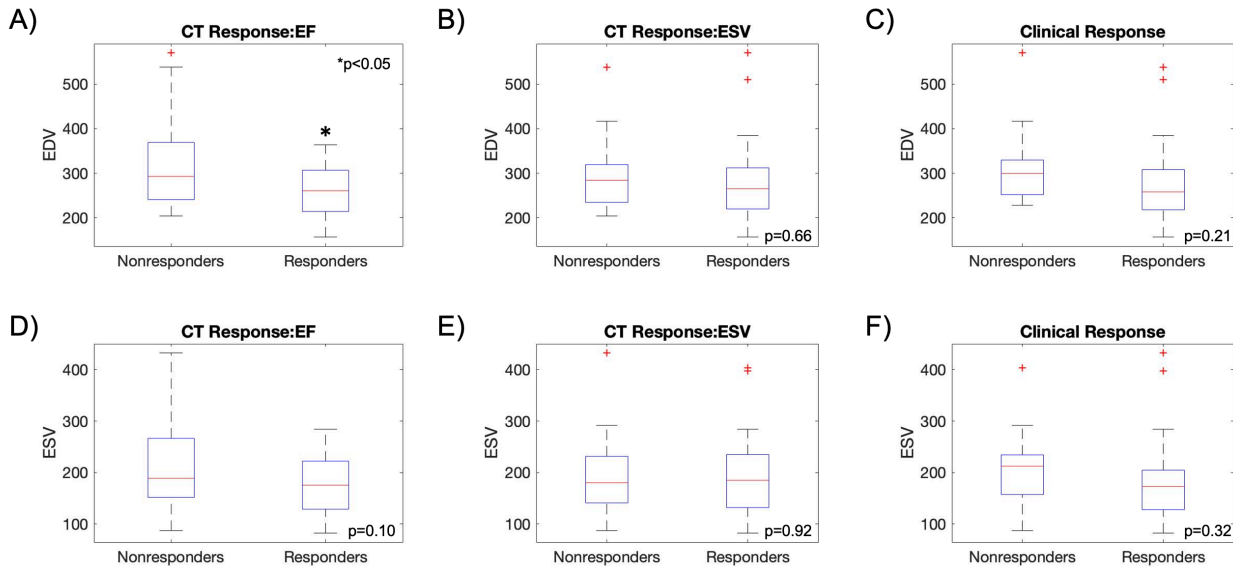 A)
CT Response:EF
*p<0.05
500
400
300
200
EDV
*
Nonresponders
Responders
B)
CT Response:ESV
500
400
300
200
EDV
p=0.66
Nonresponders
Responders
C)
Clinical Response
500
400
300
200
EDV
p=0.21
Nonresponders
Responders
D)
CT Response:EF
400
300
200
100
ESV
p=0.10
Nonresponders
Responders
E)
CT Response:ESV
400
300
200
100
ESV
p=0.92
Nonresponders
Responders
F)
Clinical Response
400
300
200
100
ESV
p=0.32
Nonresponders
Responders